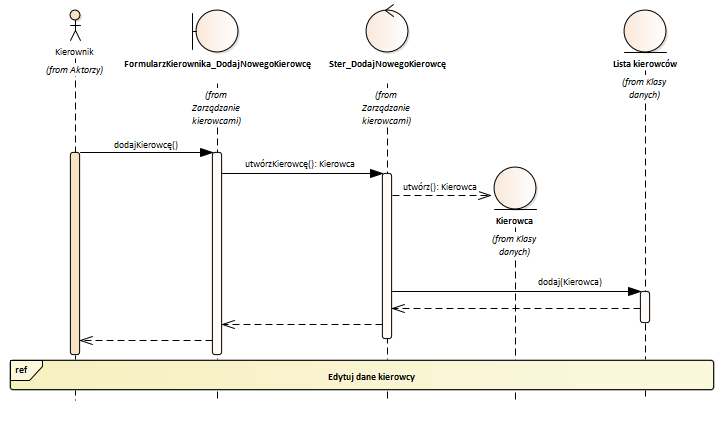 Kierownik
(from Aktorzy)
FormularzKierownika_DodajNowegoKierowcę
(from
Zarządzanie
kierowcami)
Ster_DodajNowegoKierowcę
(from
Zarządzanie
kierowcami)
Lista kierowców
(from Klasy
danych)
dodajKierowcę()
utwórzKierowcę(): Kierowca
utwórz(): Kierowca
Kierowca
(from Klasy
danych)
dodaj(Kierowca)
ref
Edytuj dane kierowcy